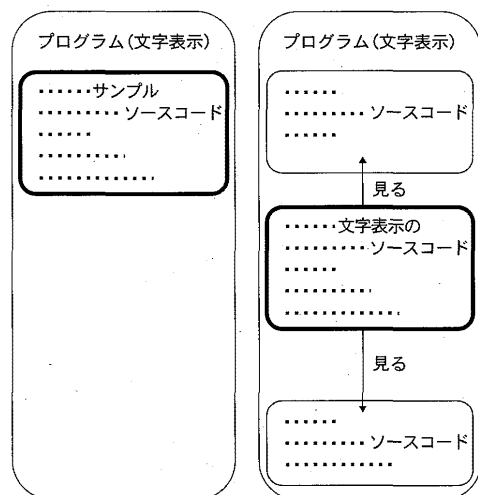 プログラム(文字表示)
サンプル
ソースコード
プログラム(文字表示)
ソースコード
見る
文字表示の
ソースコード
見る
ソースコード